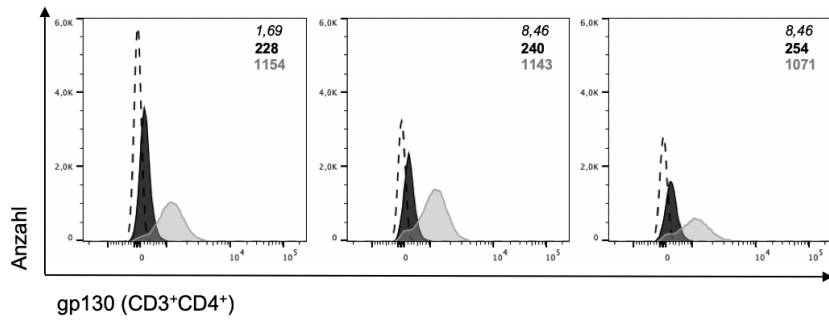 6,0K
4,0K
2,0K
0
1,69
228
1154
0
10⁴
10⁵
6,0K
4,0K
2,0K
0
8,46
240
1143
0
10⁴
10⁵
6,0K
4,0K
2,0K
0
8,46
254
1071
0
10⁴
10⁵
Anzahl
gp130 (CD3⁺CD4⁺)